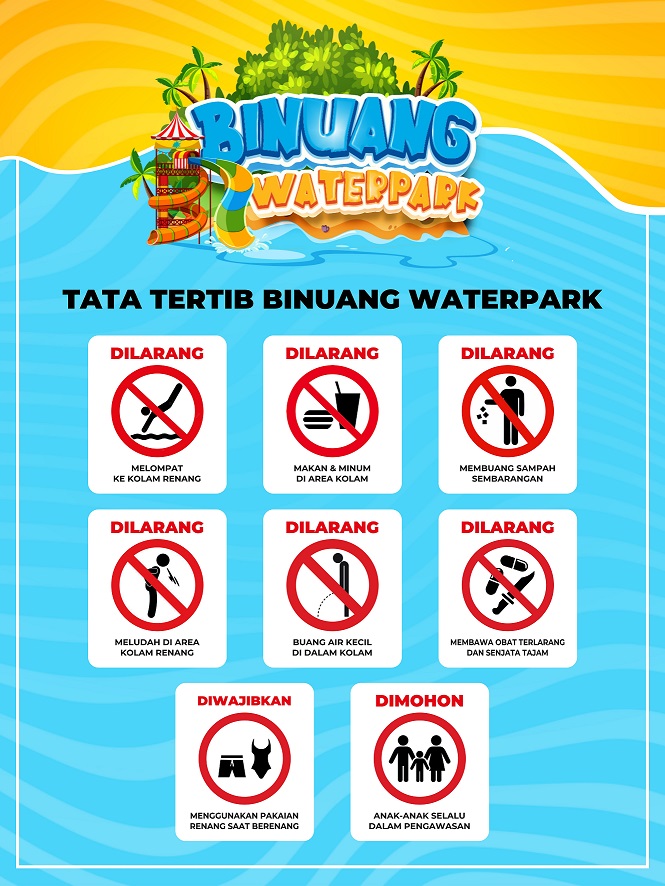 BINUANG
WATERPARK
TATA TERTIB BINUANG WATERPARK
DILARANG
MELOMPAT
KE KOLAM RENANG
DILARANG
MAKAN & MINUM
DI AREA KOLAM
DILARANG
MEMBUANG SAMPAH
SEMBARANGAN
DILARANG
MELUDAH DI AREA
KOLAM RENANG
DILARANG
BUANG AIR KECIL
DI DALAM KOLAM
DILARANG
MEMBAWA OBAT TERLARANG
DAN SENJATA TAJAM
DIWAJIBKAN
MENGGUNAKAN PAKAIAN
RENANG SAAT BERENANG
DIMOHON
ANAK-ANAK SELALU
DALAM PENGAWASAN